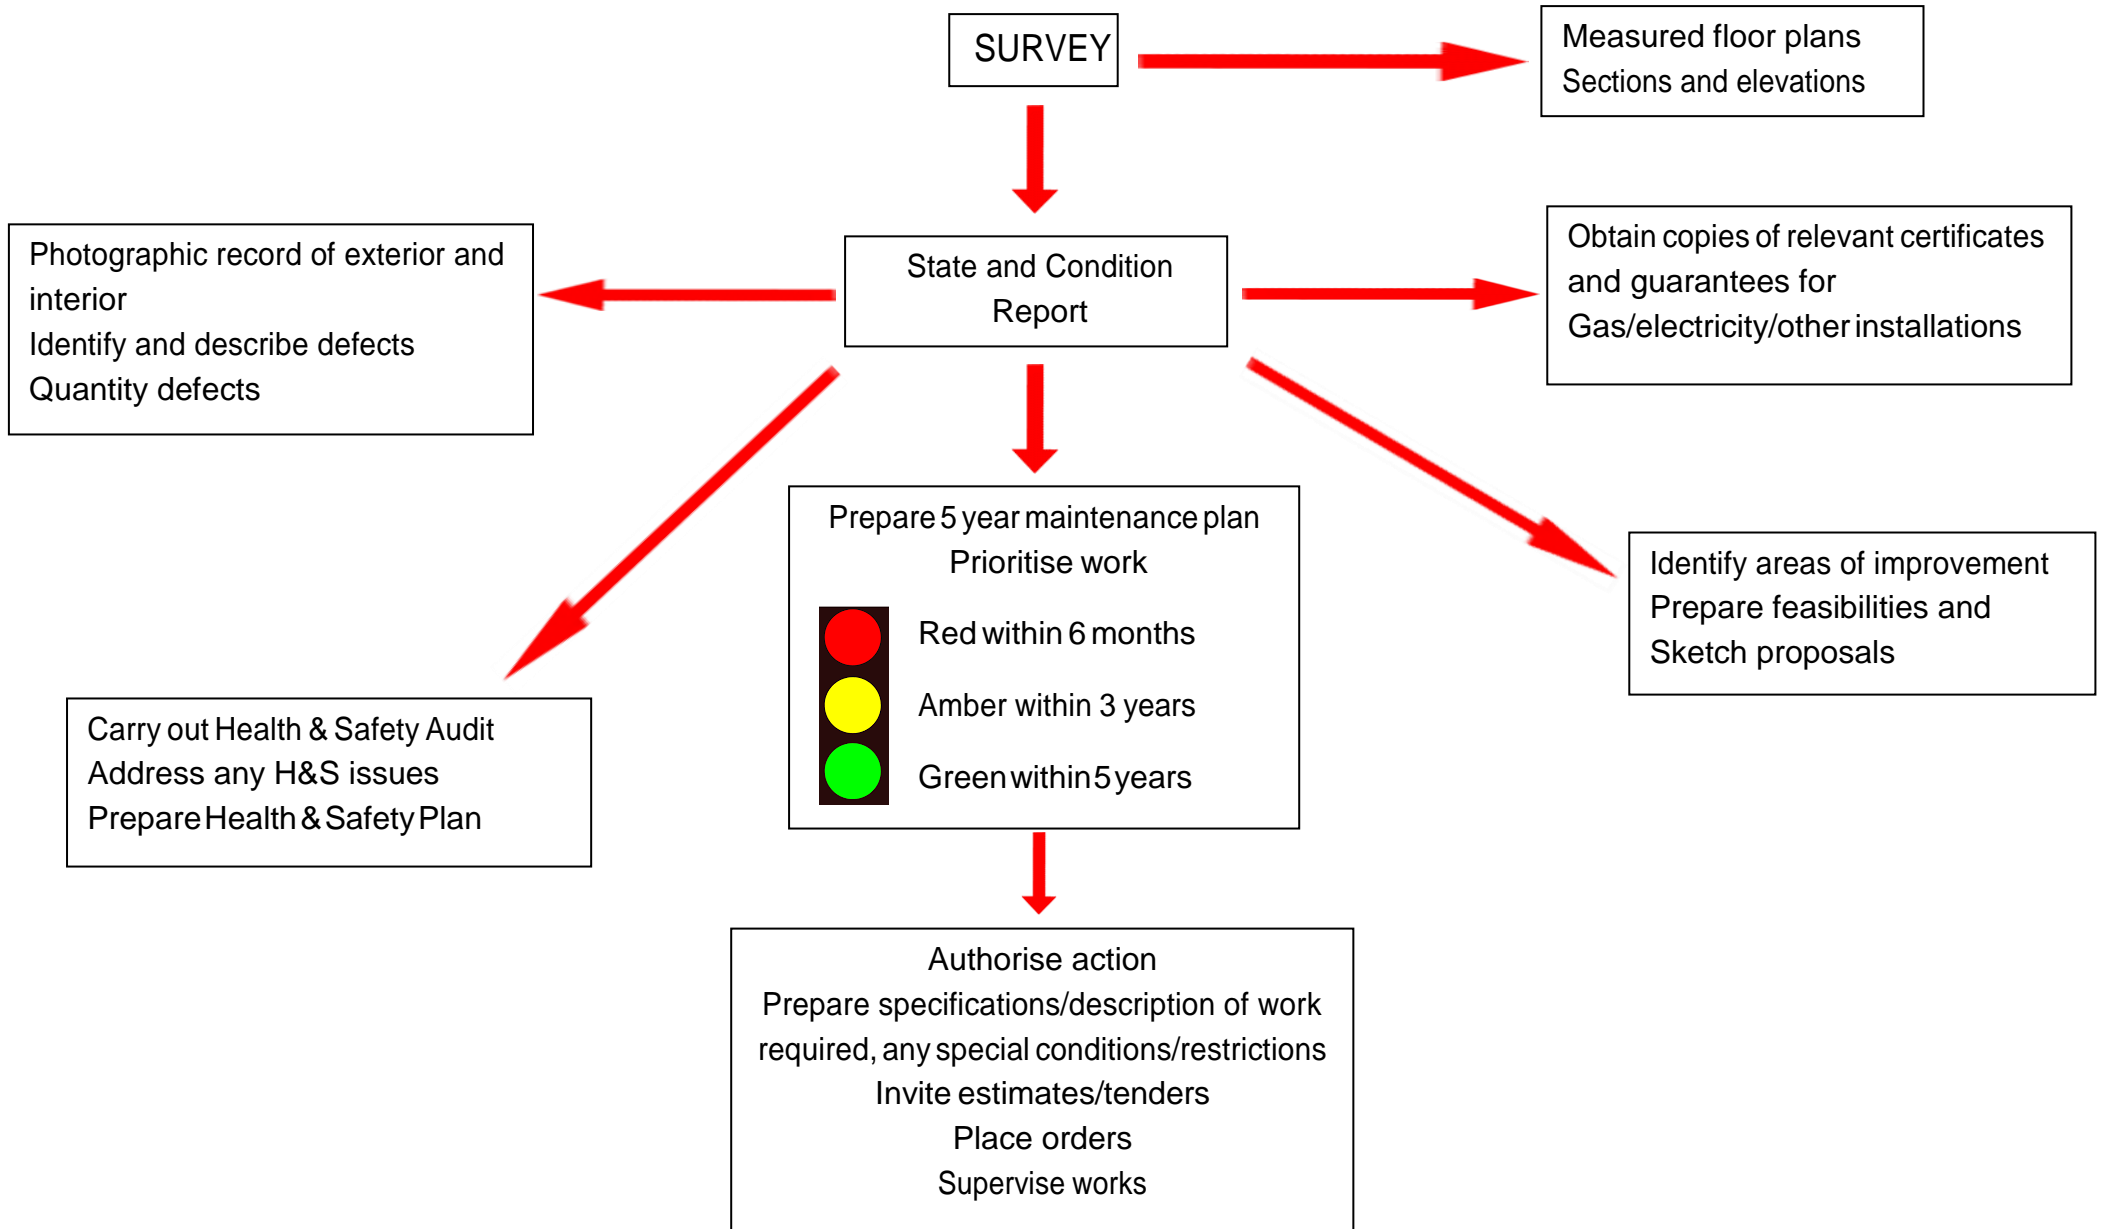 SURVEY
Measured floor plans
Sections and elevations
Photographic record of exterior and
interior
Identify and describe defects
Quantity defects
State and Condition
Report
Obtain copies of relevant certificates
and guarantees for
Gas/electricity/other installations
Prepare 5 year maintenance plan
Prioritise work
Red within 6 months
Amber within 3 years
Green within 5 years
Identify areas of improvement
Prepare feasibilities and
Sketch proposals
Carry out Health & Safety Audit
Address any H&S issues
Prepare Health & Safety Plan
Authorise action
Prepare specifications/description of work
required, any special conditions/restrictions
Invite estimates/tenders
Place orders
Supervise works